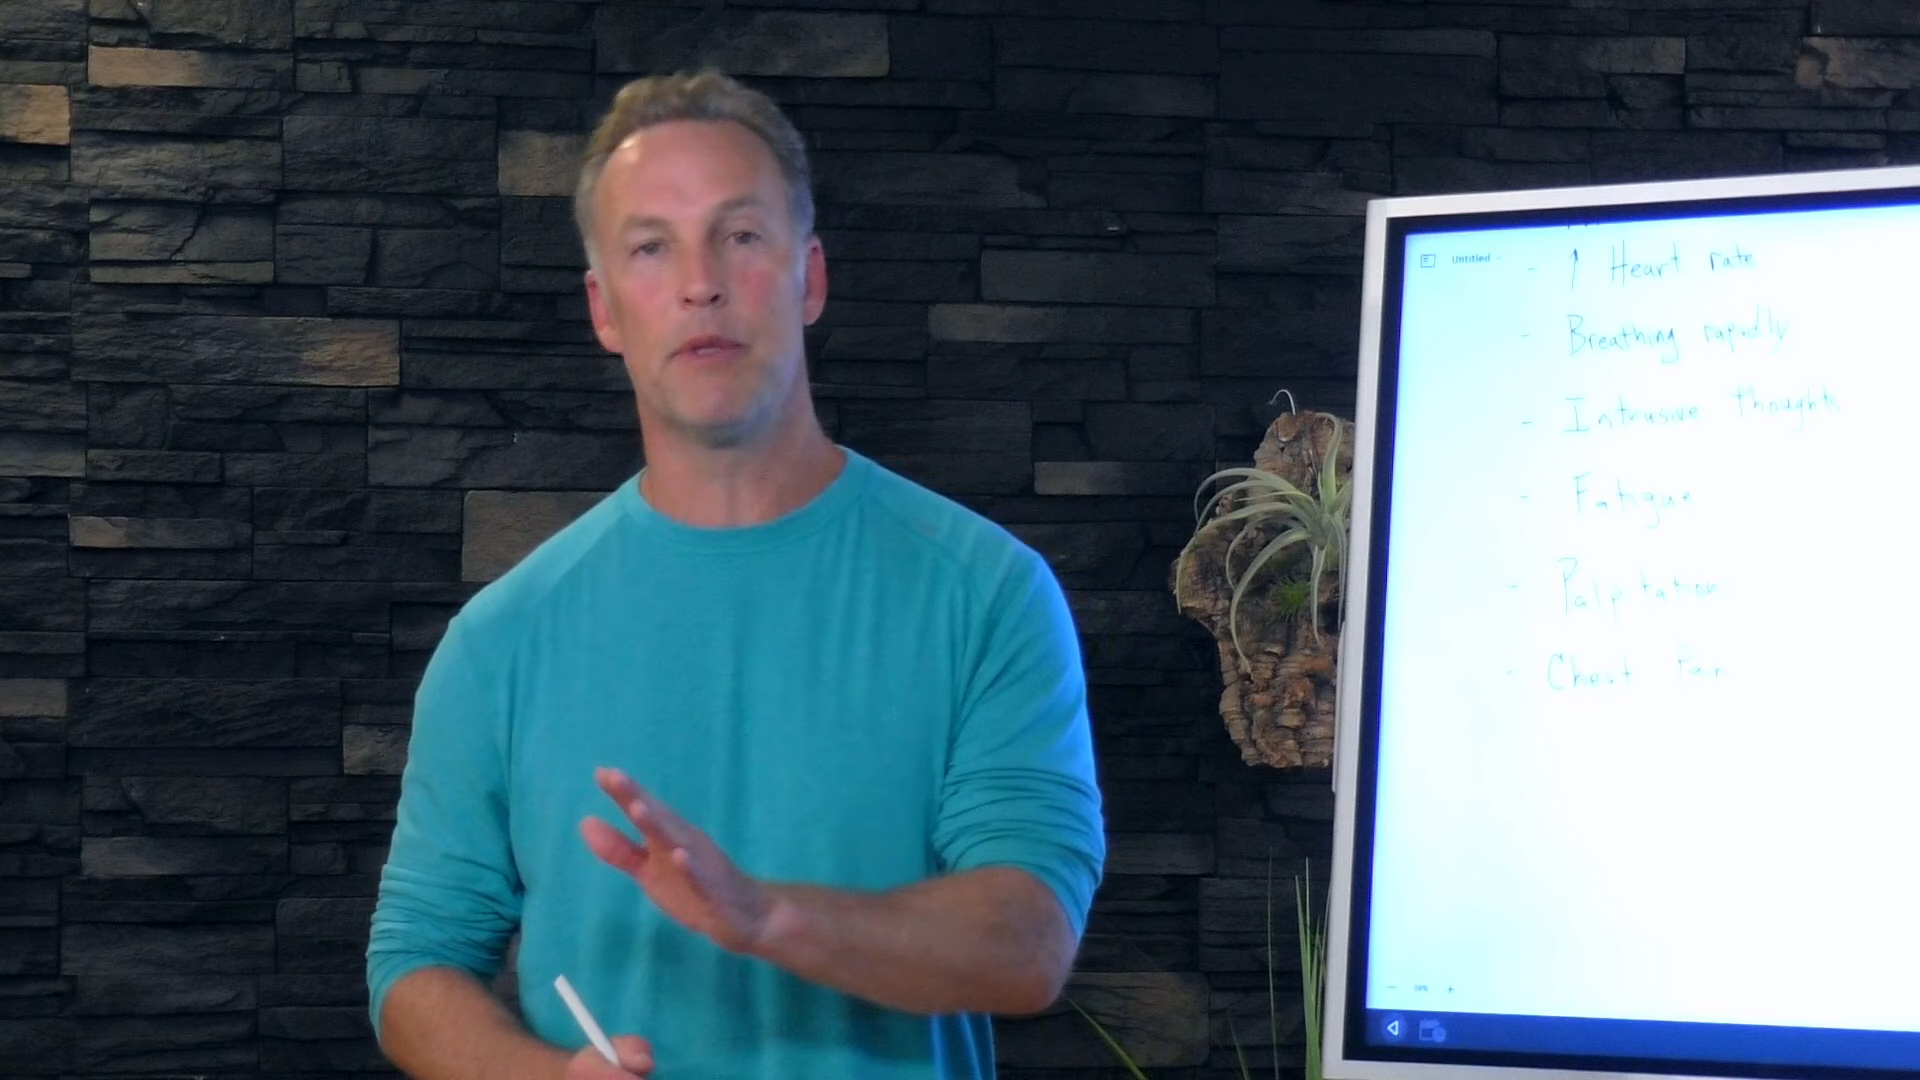 Untitled
- ↑ Heart rate
- Breathing rapidly
- Intrusive thoughts
- Fatigue
- Palpitation
- Chest Pain